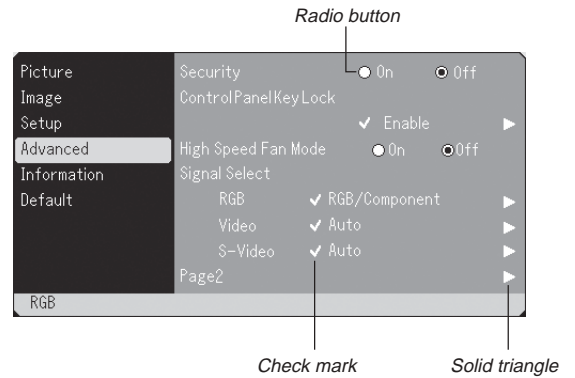 Radio button
Picture
Security On Off
Image
ControlPanelKeyLock
Setup
Enable
Advanced
High Speed Fan Mode On Off
Information
Signal Select
Default
RGB RGB/Component
Video Auto
S-Video Auto
Page2
RGB
Check mark
Solid triangle